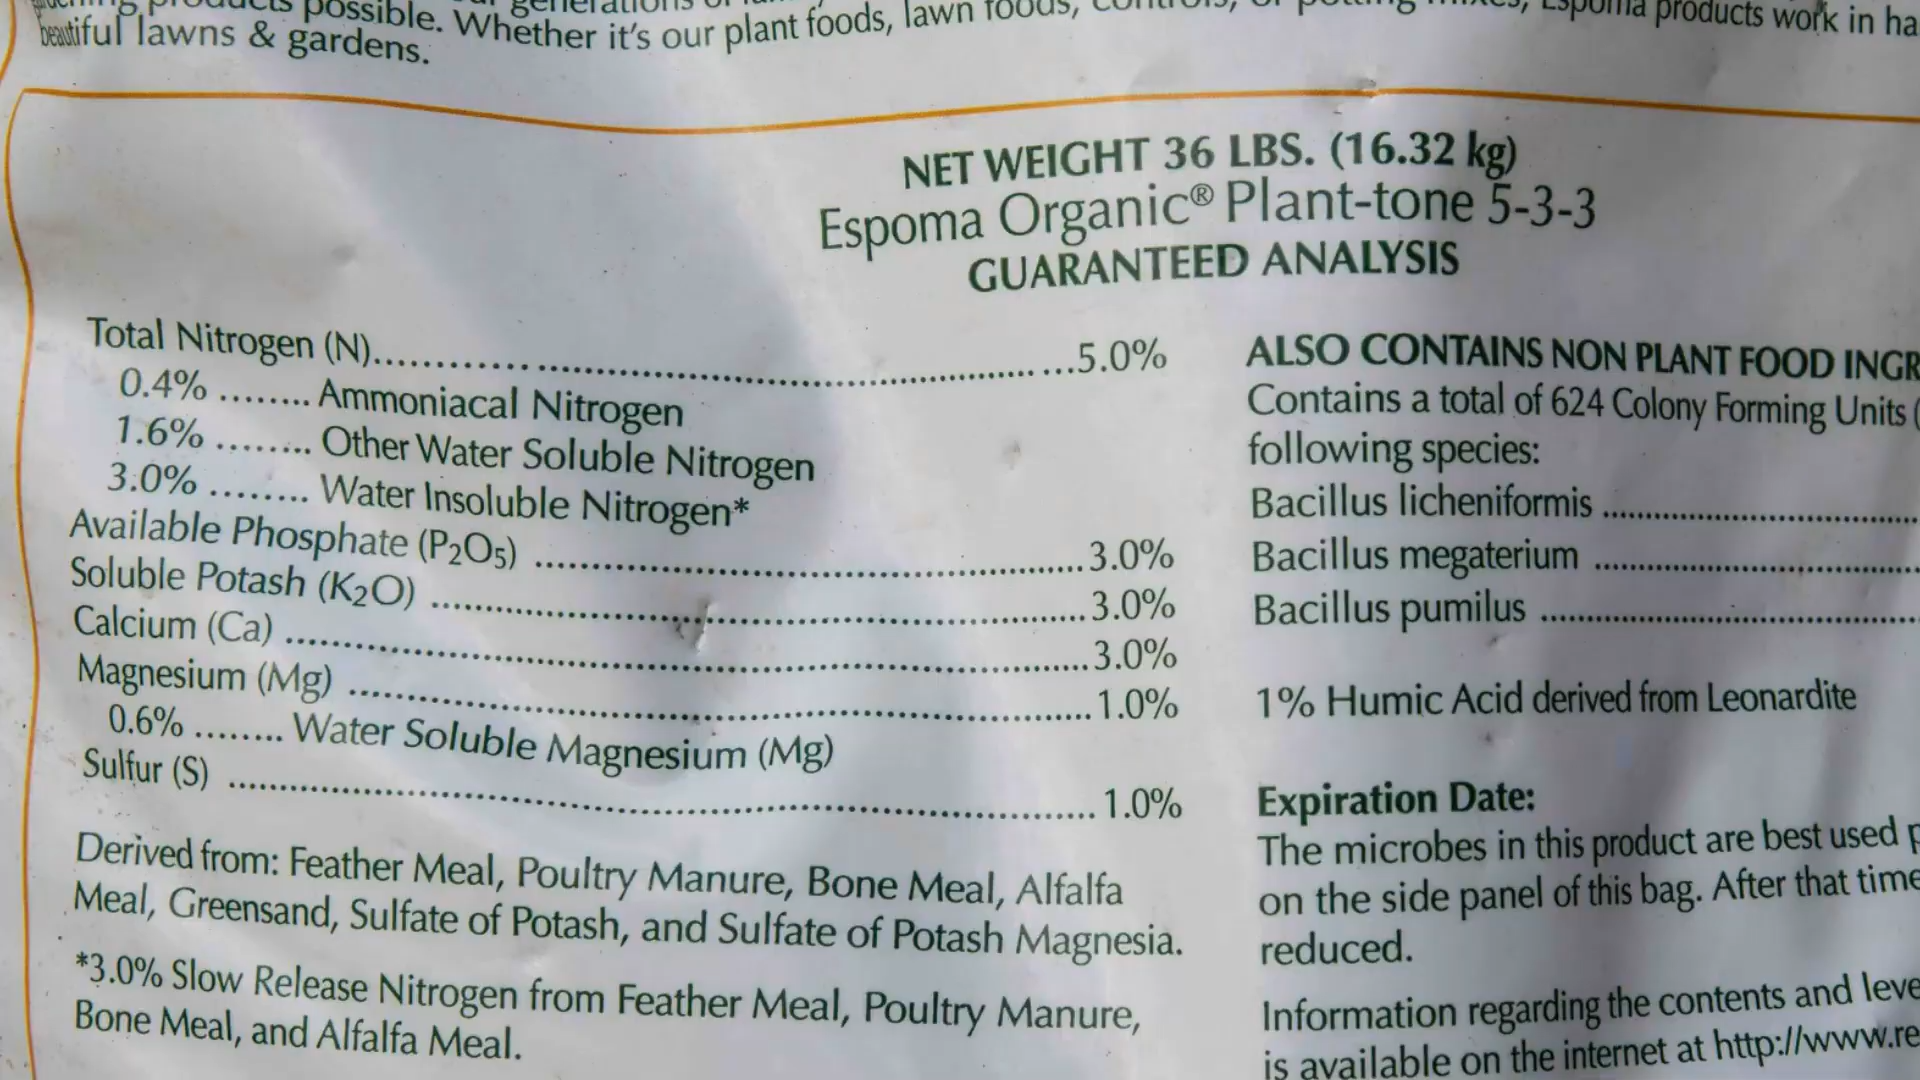 products possible. Whether it's our plant foods, lawn foods, Espoma products work in ha
beautiful lawns & gardens.
NET WEIGHT 36 LBS. (16.32 kg)
Espoma Organic® Plant-tone 5-3-3
GUARANTEED ANALYSIS
Total Nitrogen (N)..............................5.0%
0.4% ........ Ammoniacal Nitrogen
1.6% ........ Other Water Soluble Nitrogen
3.0% ........ Water Insoluble Nitrogen*
Available Phosphate (P₂O₅) ..............................3.0%
Soluble Potash (K₂O) ..............................3.0%
Calcium (Ca) ..............................3.0%
Magnesium (Mg) ..............................1.0%
0.6% ........ Water Soluble Magnesium (Mg)
Sulfur (S) ..............................1.0%
Derived from: Feather Meal, Poultry Manure, Bone Meal, Alfalfa
Meal, Greensand, Sulfate of Potash, and Sulfate of Potash Magnesia.
*3.0% Slow Release Nitrogen from Feather Meal, Poultry Manure,
Bone Meal, and Alfalfa Meal.
ALSO CONTAINS NON PLANT FOOD INGR
Contains a total of 624 Colony Forming Units (
following species:
Bacillus licheniformis ..............................
Bacillus megaterium ..............................
Bacillus pumilus ..............................
1% Humic Acid derived from Leonardite
Expiration Date:
The microbes in this product are best used p
on the side panel of this bag. After that time
reduced.
Information regarding the contents and leve
is available on the internet at http://www.re